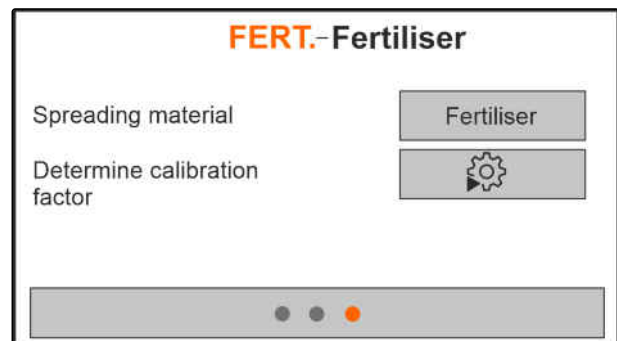 FERT.-Fertiliser
Spreading material
Fertiliser
Determine calibration
factor